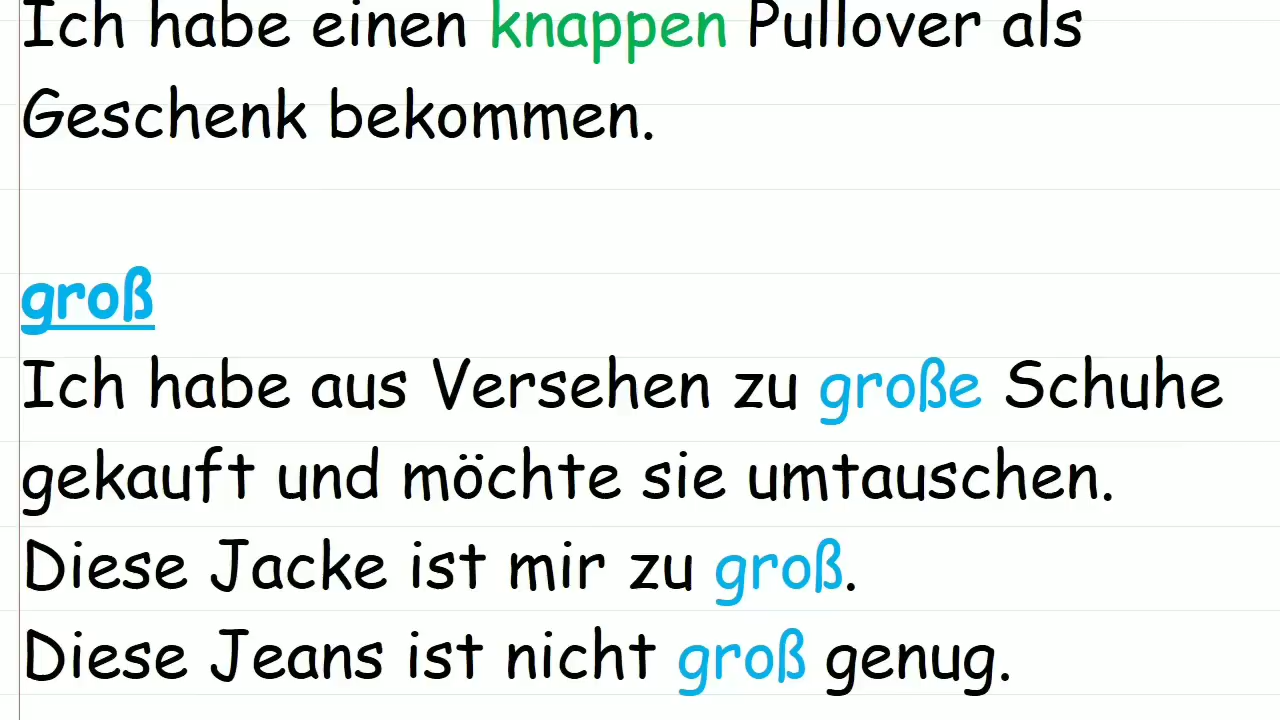 Ich habe einen knappen Pullover als
Geschenk bekommen.
groß
Ich habe aus Versehen zu große Schuhe
gekauft und möchte sie umtauschen.
Diese Jacke ist mir zu groß.
Diese Jeans ist nicht groß genug.